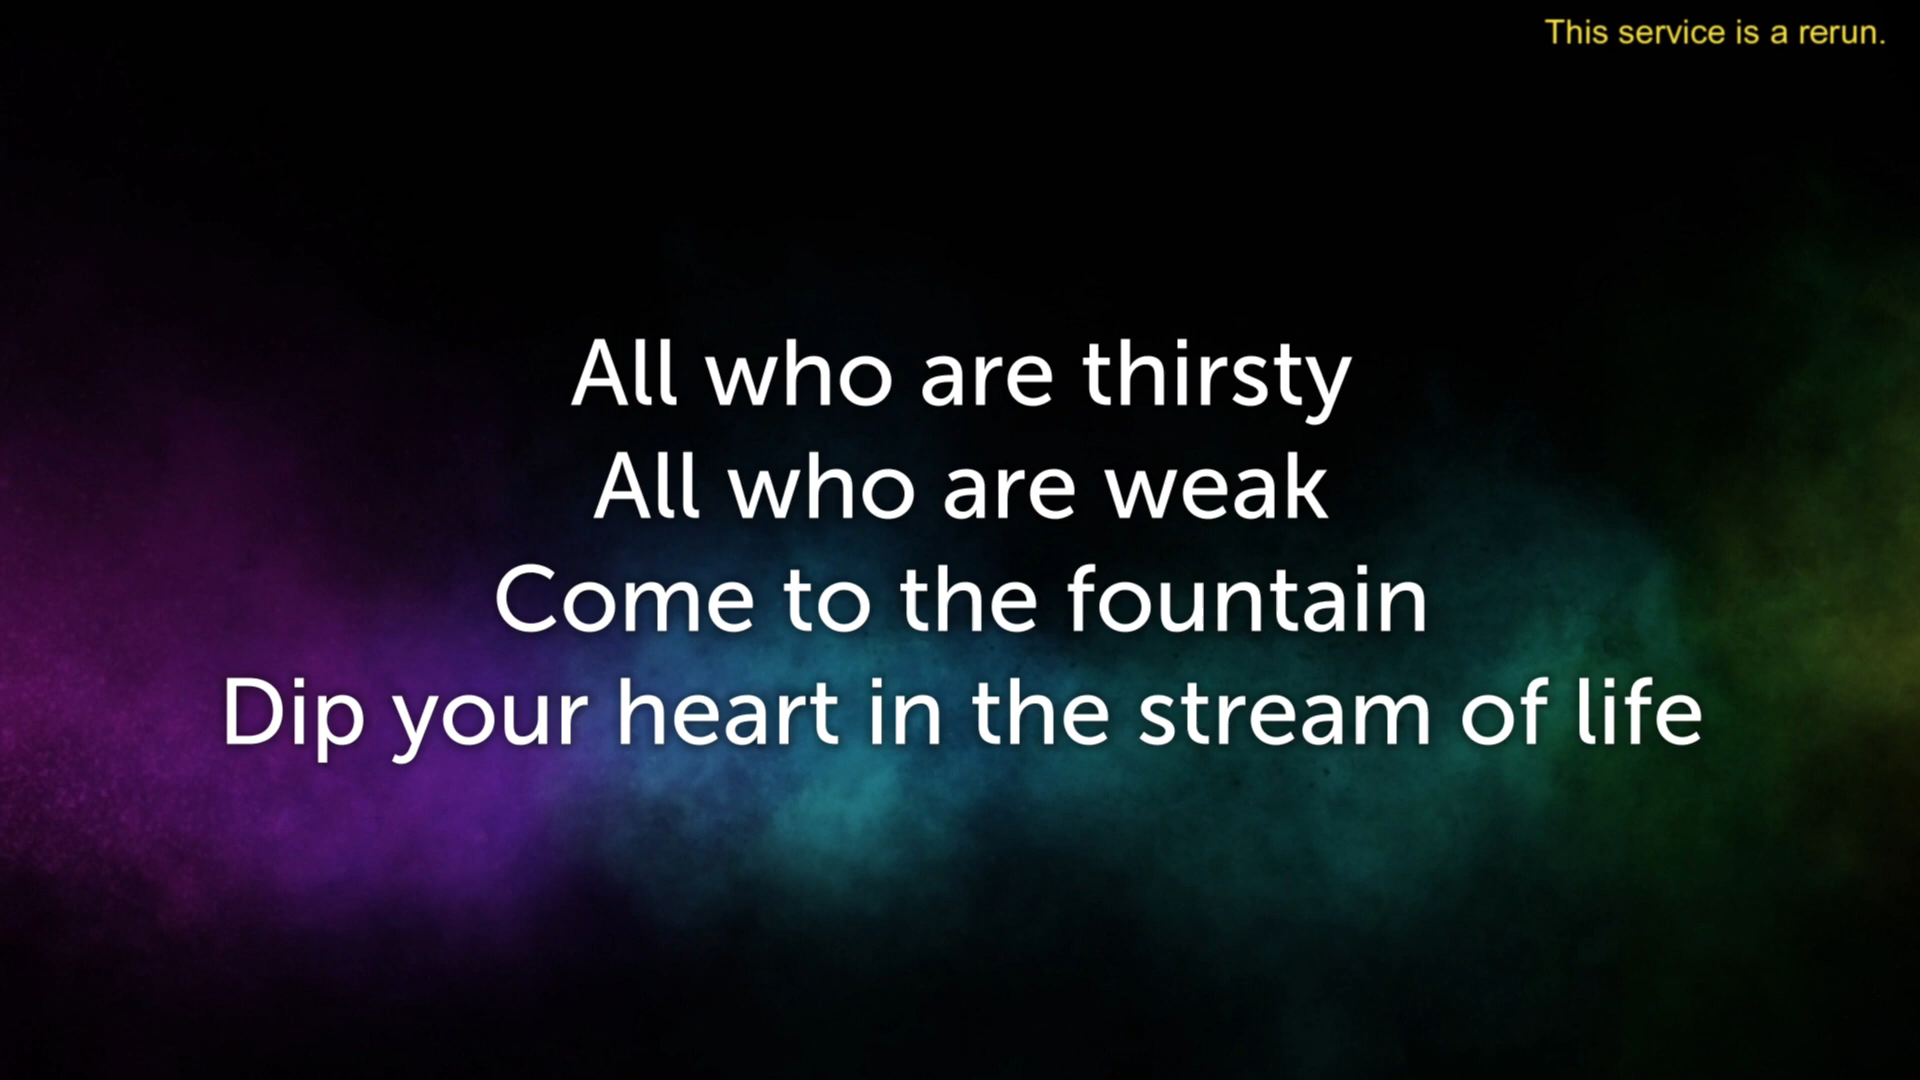 This service is a rerun.
All who are thirsty
All who are weak
Come to the fountain
Dip your heart in the stream of life